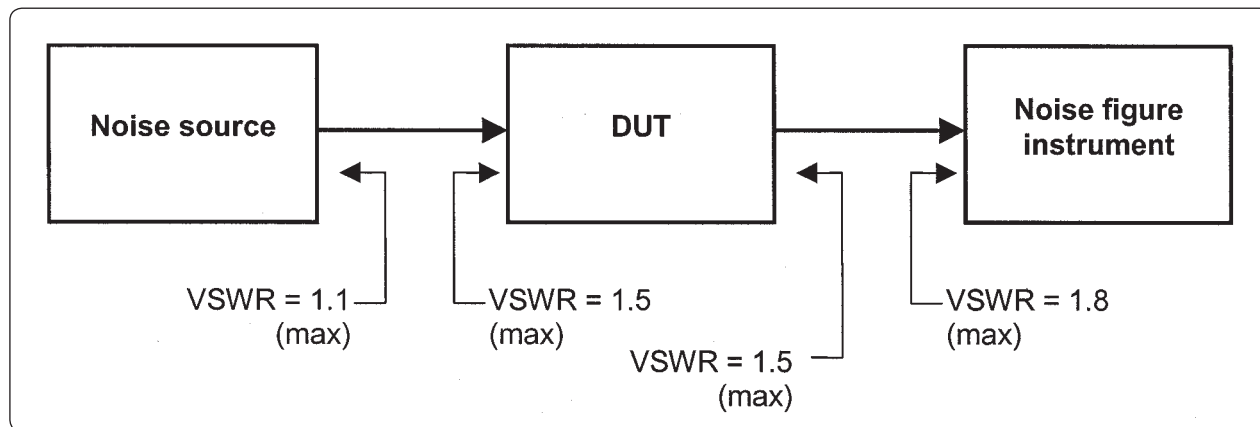 Noise source
DUT
Noise figure
instrument
VSWR = 1.1
(max)
VSWR = 1.5
(max)
VSWR = 1.5
(max)
VSWR = 1.8
(max)